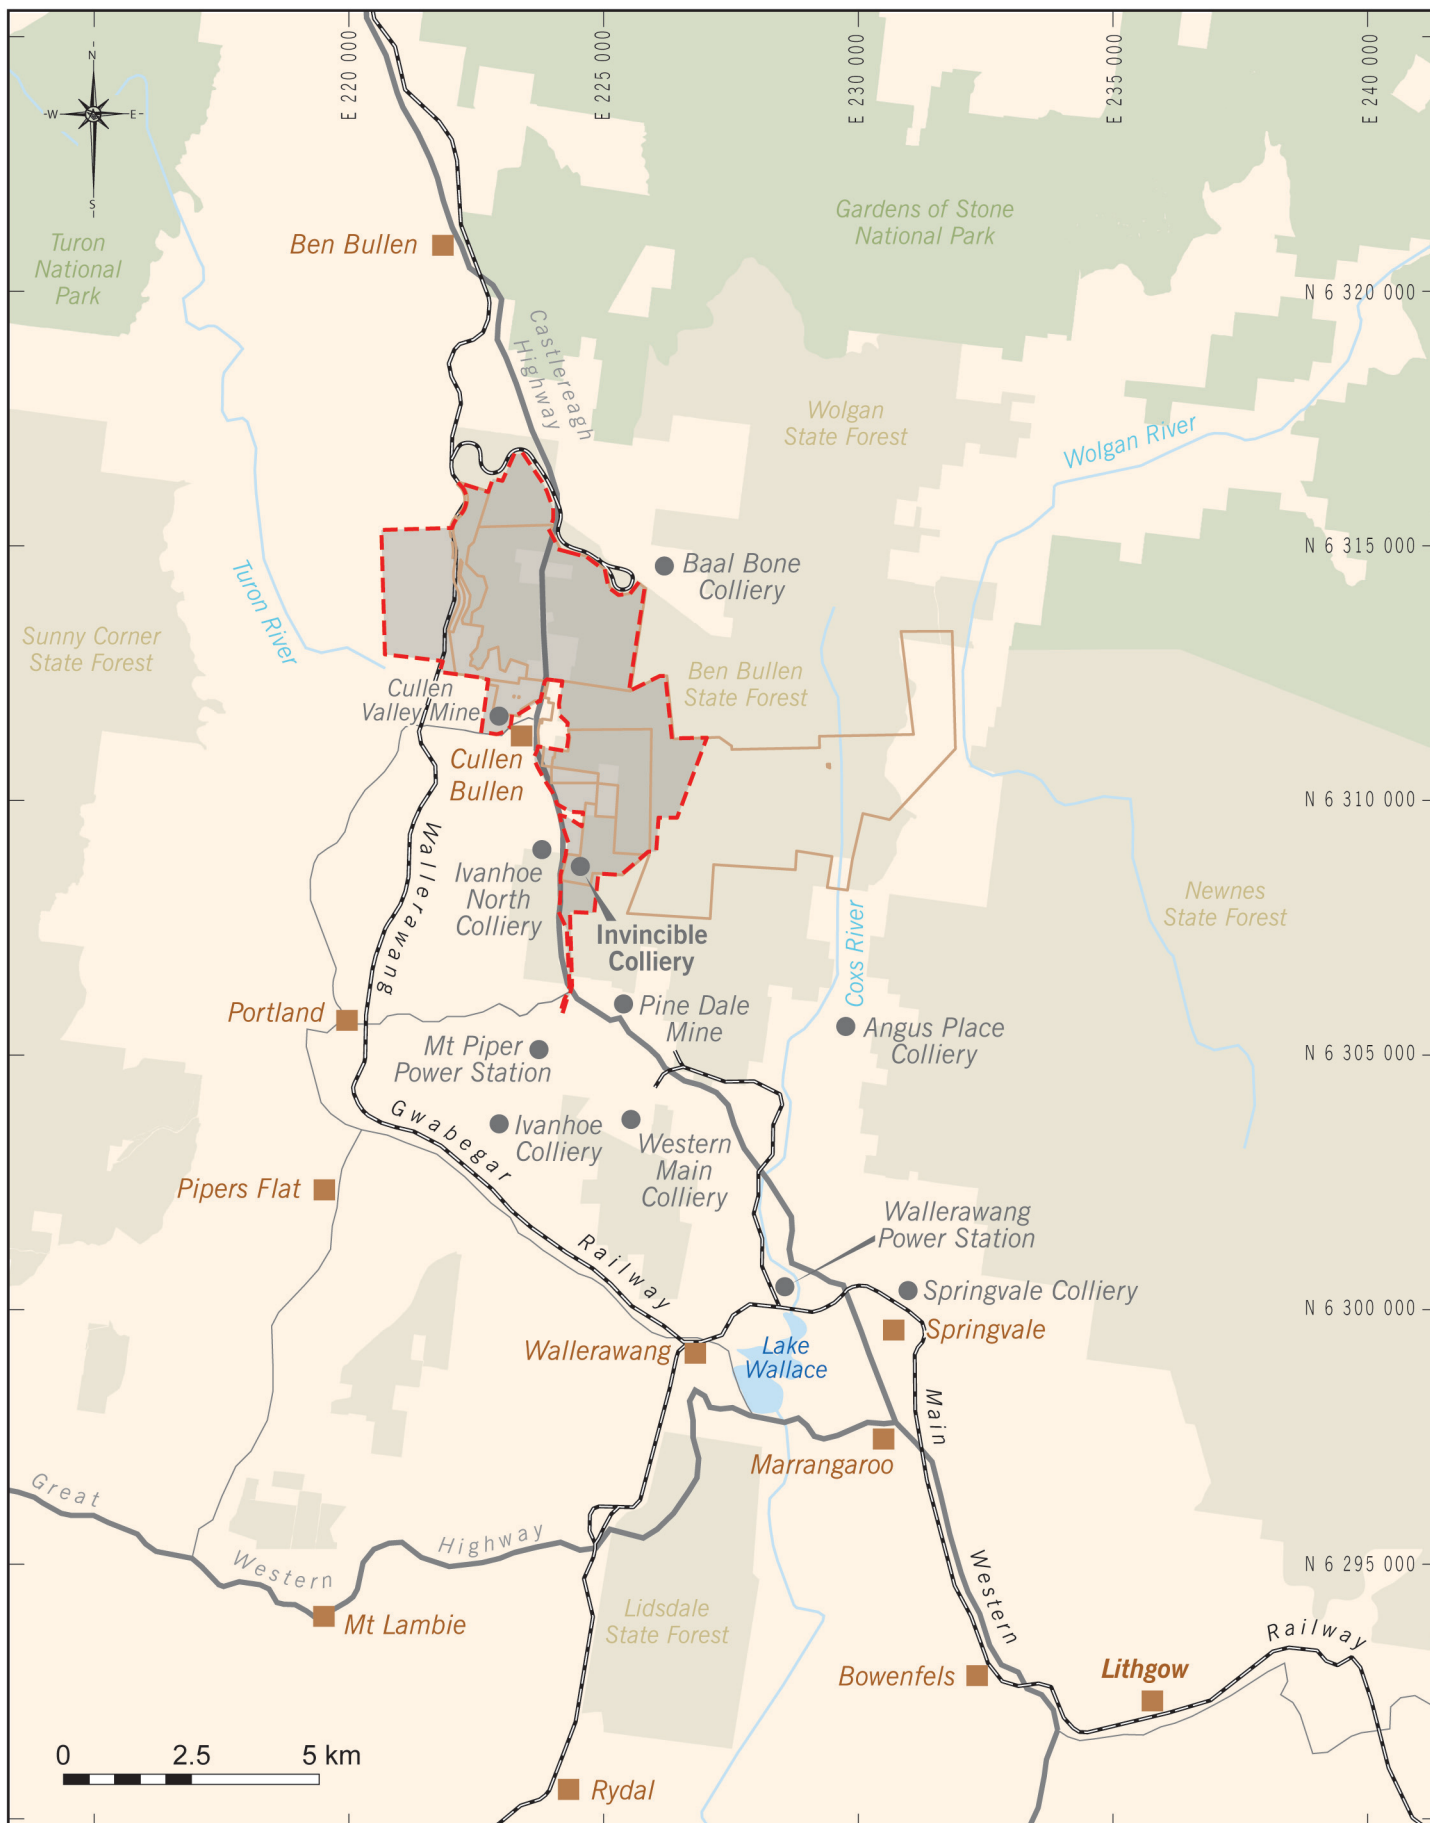 E 220 000
E 225 000
E 230 000
E 235 000
E 240 000
N
W
E
S
Turon
National
Park
Ben Bullen
Gardens of Stone
National Park
N 6 320 000
Castlereagh
Highway
Wolgan
State Forest
Wolgan River
N 6 315 000
Baal Bone
Colliery
Turon River
Sunny Corner
State Forest
Ben Bullen
State Forest
Cullen
Valley Mine
Cullen
Bullen
N 6 310 000
Wallerawang
Ivanhoe
North
Colliery
Newnes
State Forest
Invincible
Colliery
Coxs River
Portland
Pine Dale
Mine
Angus Place
Colliery
Mt Piper
Power Station
N 6 305 000
Gwabegar
Ivanhoe
Colliery
Western
Main
Colliery
Pipers Flat
Wallerawang
Power Station
Railway
Springvale Colliery
N 6 300 000
Springvale
Wallerawang
Lake
Wallace
Main
Marrangaroo
Great
Highway
Western
N 6 295 000
Western
Mt Lambie
Lidsdale
State Forest
Railway
Bowenfels
Lithgow
0 2.5 5 km
Rydal